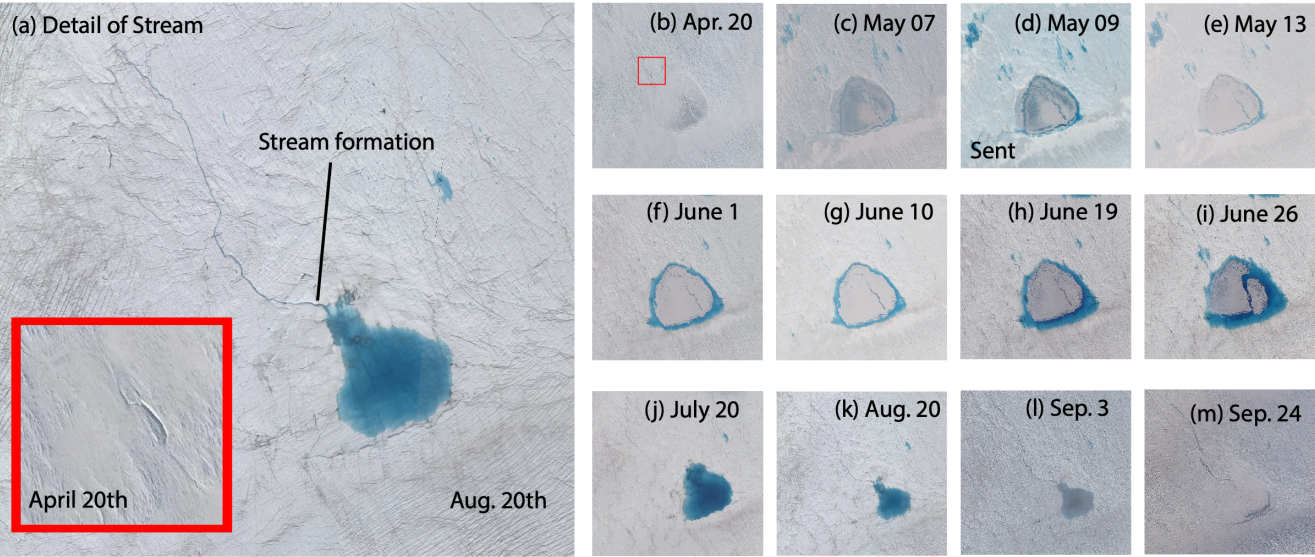 (a) Detail of Stream
Stream formation
April 20th
Aug. 20th
(b) Apr. 20
(c) May 07
(d) May 09
Sent
(e) May 13
(f) June 1
(g) June 10
(h) June 19
(i) June 26
(j) July 20
(k) Aug. 20
(l) Sep. 3
(m) Sep. 24